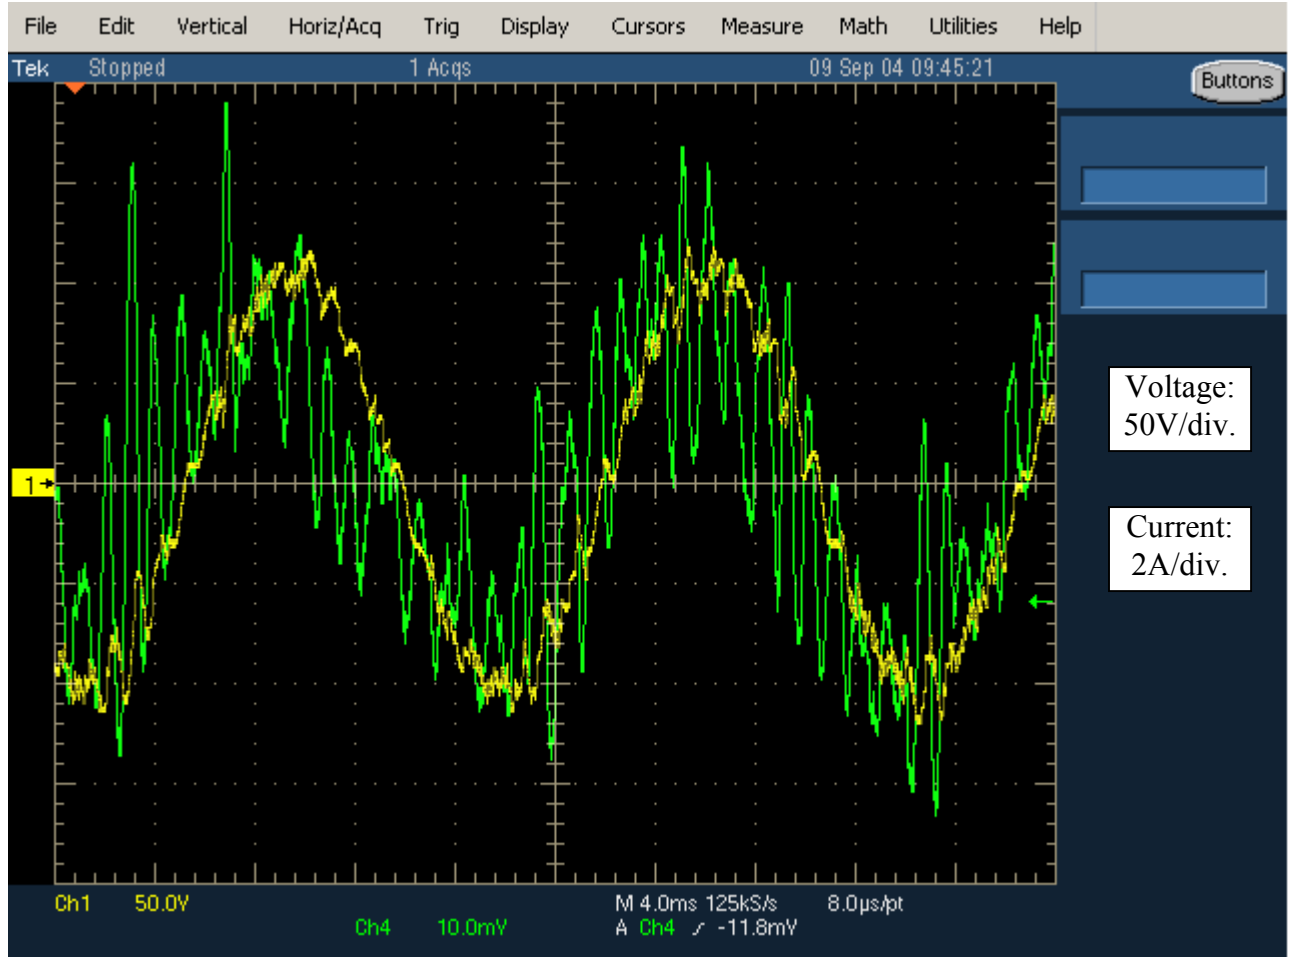 File Edit Vertical Horiz/Acq Trig Display Cursors Measure Math Utilities Help
Tek Stopped 1 Acqs 09 Sep 04 09:45:21
Buttons
Voltage:
50V/div.
1
Current:
2A/div.
Ch1 50.0V M 4.0ms 125kS/s 8.0µs/pt
Ch4 10.0mV A Ch4 -11.8mV